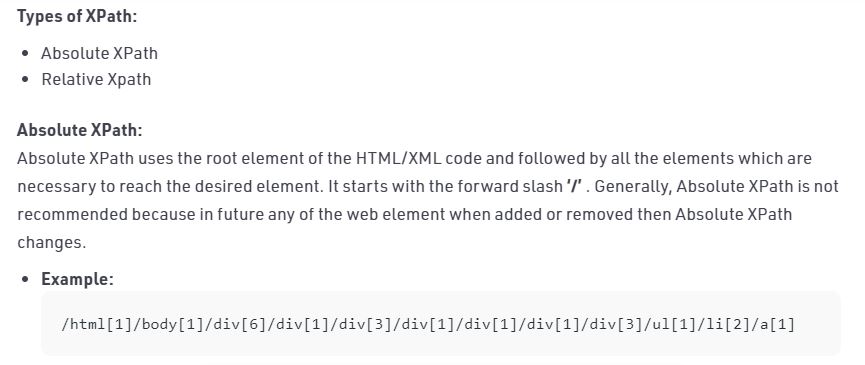 Types of XPath:
• Absolute XPath
• Relative Xpath
Absolute XPath:
Absolute XPath uses the root element of the HTML/XML code and followed by all the elements which are
necessary to reach the desired element. It starts with the forward slash '/' . Generally, Absolute XPath is not
recommended because in future any of the web element when added or removed then Absolute XPath
changes.
• Example:
/html[1]/body[1]/div[6]/div[1]/div[3]/div[1]/div[1]/div[1]/div[3]/ul[1]/li[2]/a[1]